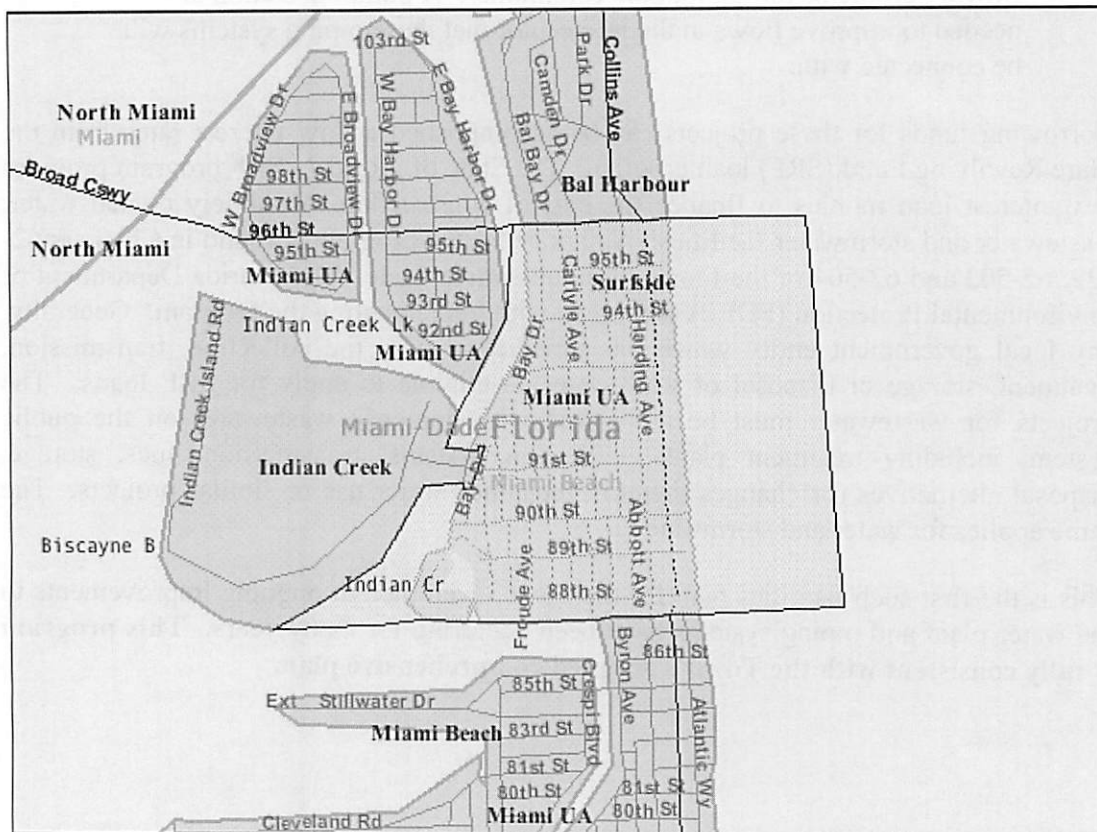 103rd St
Park Dr
Collins Ave
Camden Dr
Bal Bay Dr
W Broadview Dr
E Broadview Dr
W Bay Harbor Dr
E Bay Harbor Dr
North Miami
Miami
Broad Cswy
98th St
97th St
96th St
95th St
Miami UA
Bal Harbour
North Miami
95th St
94th St
93rd St
92nd St
Miami UA
Indian Creek Lk
Carlyle Avs
95th St
Surfside
94th St
Harding Ave
Bay Dr
Miami UA
Indian Creek Island Rd
Miami-Dade
Florida
Indian Creek
Bay Dr
91st St
Miami Beach
90th St
Biscayne B
89th St
Abbott Ave
Indian Cr
88th St
Byron Ave
86th St
85th St
Crespi Blvd
Ext
Stillwater Dr
Miami Beach
83rd St
Atlantic Wy
81st St
80th St
81st St
80th St
Miami UA
Cleveland Rd